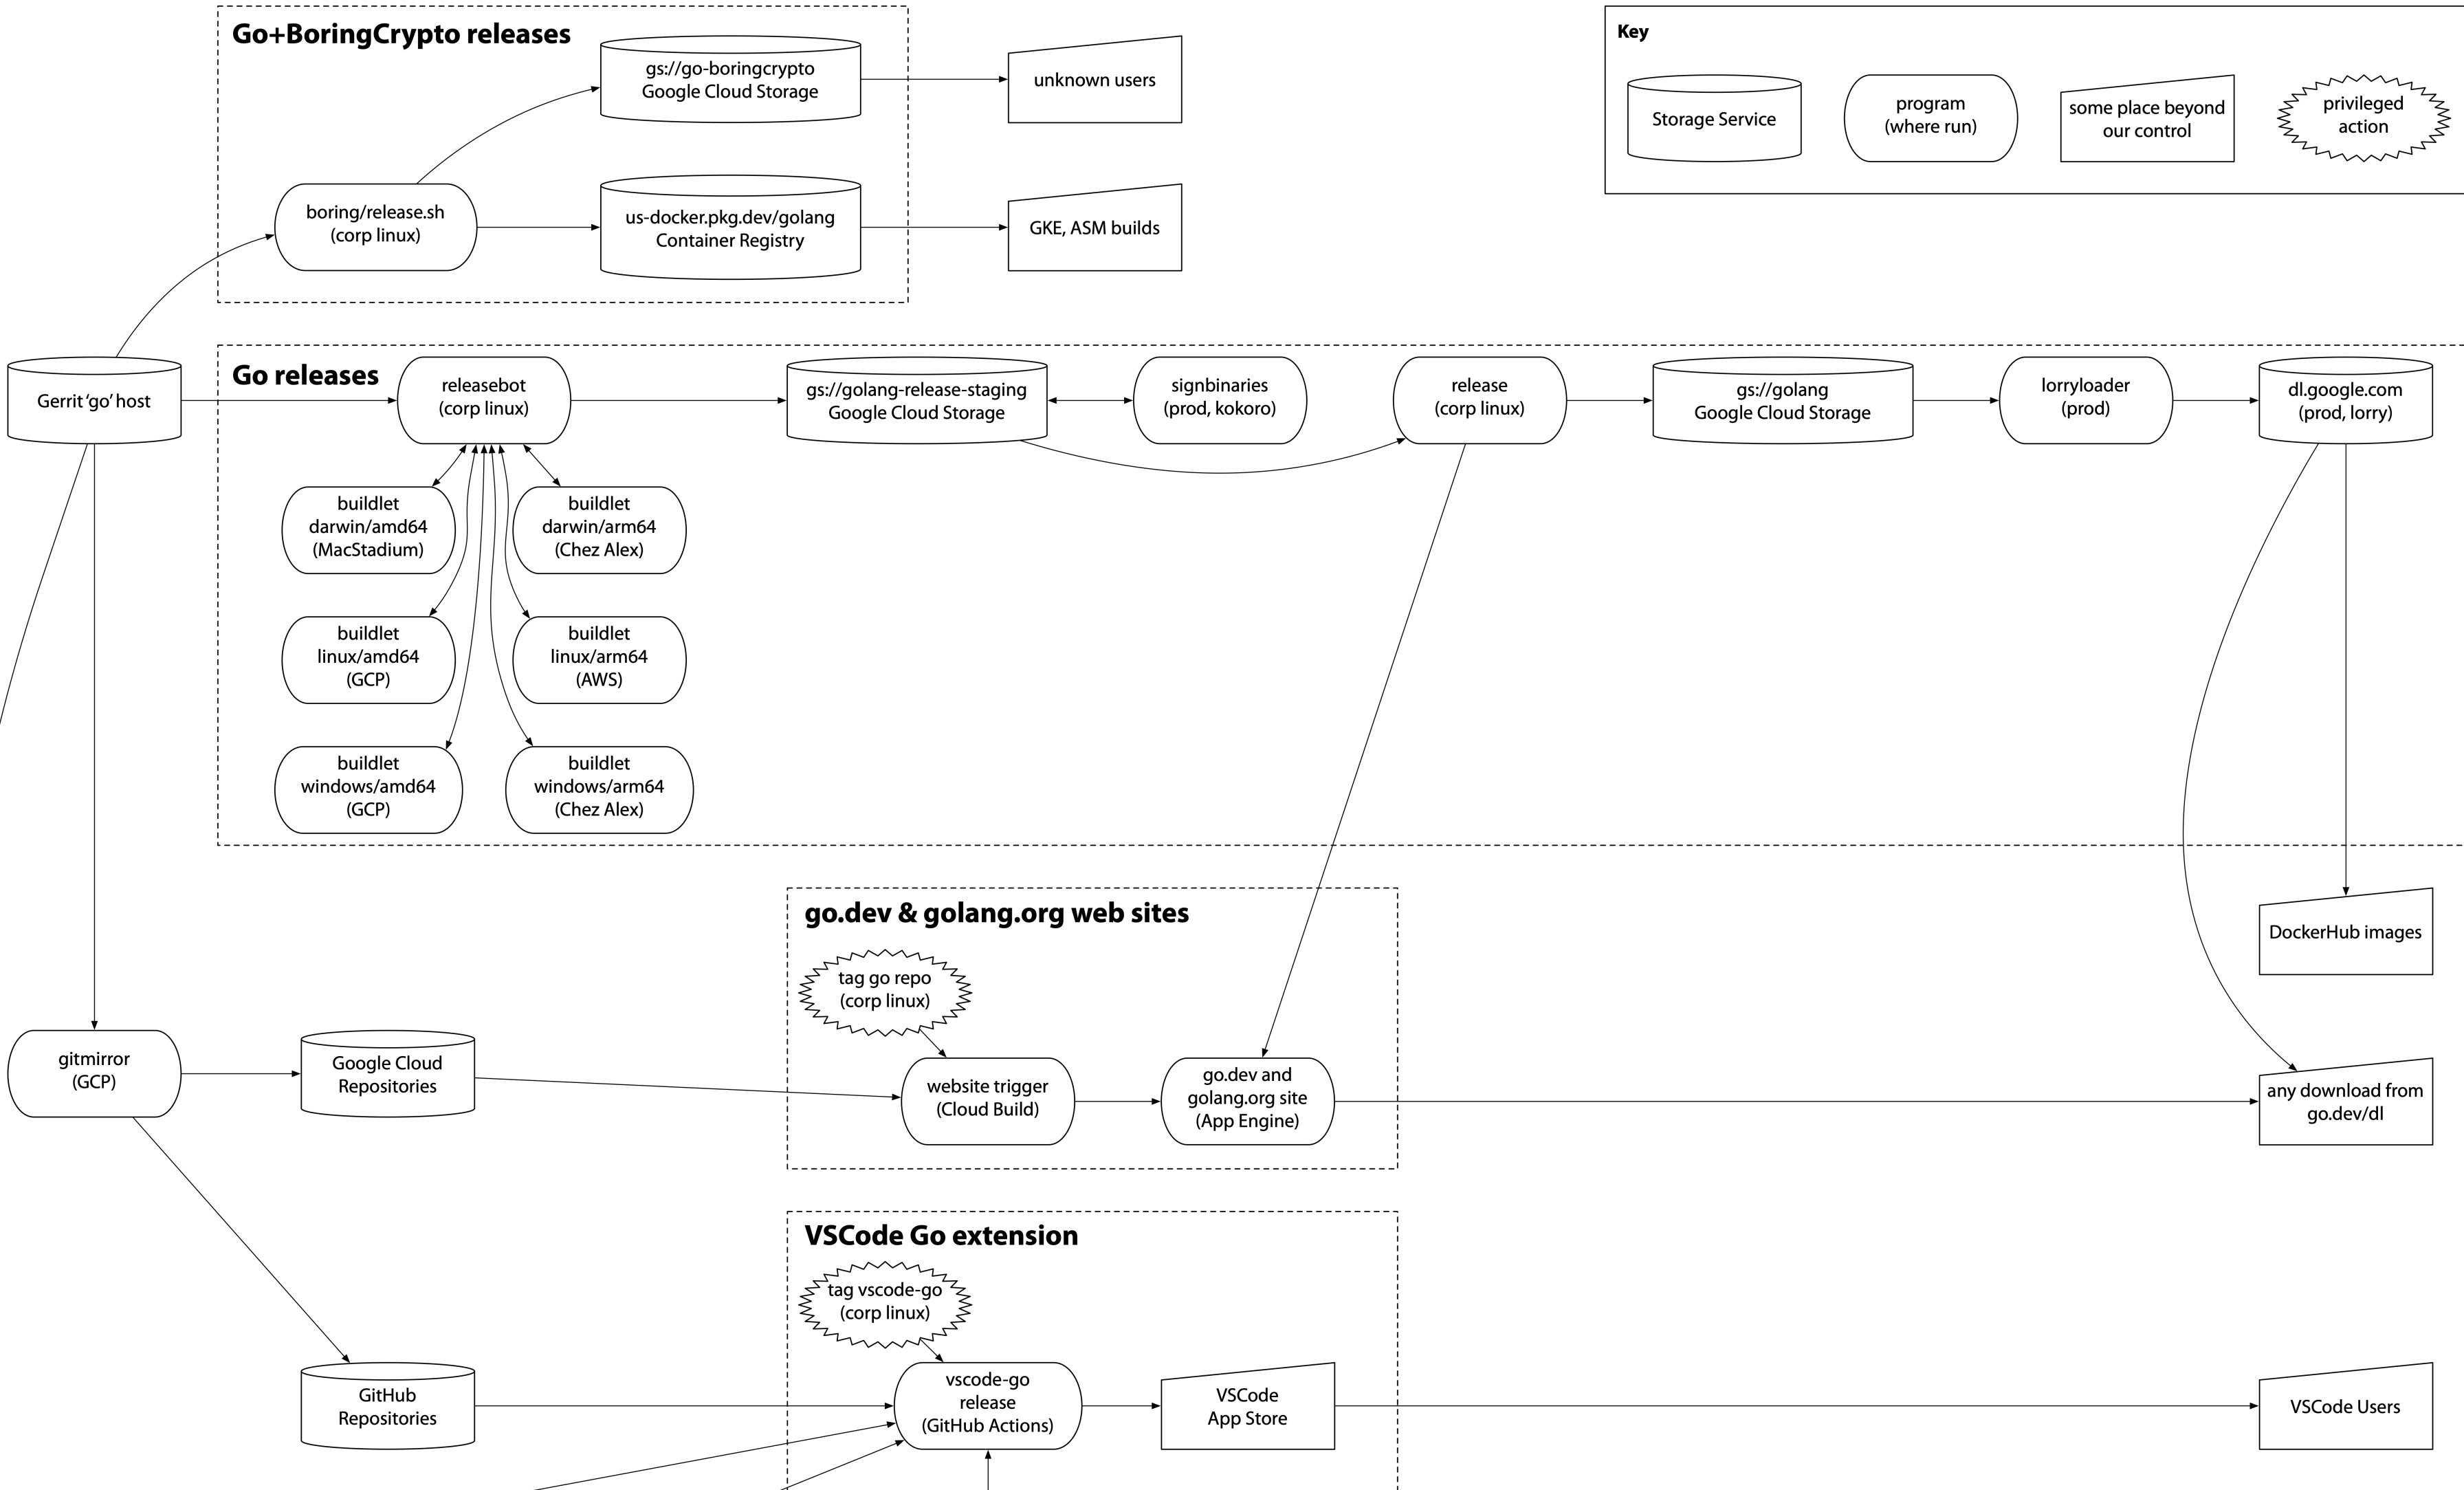 Go+BoringCrypto releases
gs://go-boringcrypto
Google Cloud Storage
unknown users
boring/release.sh
(corp linux)
us-docker.pkg.dev/golang
Container Registry
GKE, ASM builds
Key
Storage Service
program
(where run)
some place beyond
our control
privileged
action
Gerrit ‘go’ host
Go releases
releasebot
(corp linux)
gs://golang-release-staging
Google Cloud Storage
signbinaries
(prod, kokoro)
release
(corp linux)
gs://golang
Google Cloud Storage
lorryloader
(prod)
dl.google.com
(prod, lorry)
buildlet
darwin/amd64
(MacStadium)
buildlet
darwin/arm64
(Chez Alex)
buildlet
linux/amd64
(GCP)
buildlet
linux/arm64
(AWS)
buildlet
windows/amd64
(GCP)
buildlet
windows/arm64
(Chez Alex)
go.dev & golang.org web sites
tag go repo
(corp linux)
DockerHub images
gitmirror
(GCP)
Google Cloud
Repositories
website trigger
(Cloud Build)
go.dev and
golang.org site
(App Engine)
any download from
go.dev/dl
VSCode Go extension
tag vscode-go
(corp linux)
GitHub
Repositories
vscode-go
release
(GitHub Actions)
VSCode
App Store
VSCode Users